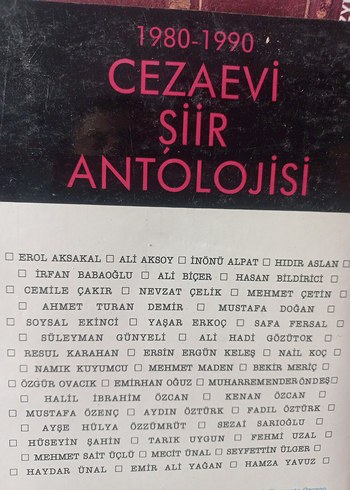 1980-1990
CEZAEVİ
ŞİİR
ANTOLOJİSİ
□ EROL AKSAKAL □ ALİ AKSOY □ İNÖNÜ ALPAT □ HIDIR ASLAN □
□ İRFAN BABAOĞLU □ ALİ BİÇER □ HASAN BİLDİRİCİ □
□ CEMİLE ÇAKIR □ NEVZAT ÇELİK □ MEHMET ÇETİN □
□ AHMET TURAN DEMİR □ MUSTAFA DOĞAN □
□ SOYSAL EKİNCİ □ YAŞAR ERKOÇ □ SAFA FERSAL □
□ SÜLEYMAN GÜNYELİ □ ALİ HADİ GÖZÜTOK □
□ RESUL KARAHAN □ ERSİN ERGÜN KELEŞ □ NAİL KOÇ □
□ NAMIK KUYUMCU □ MEHMET MADEN □ BEKİR MERİÇ □
□ ÖZGÜR OVACIK □ EMİRHAN OĞUZ □ MUHARREMENDERÖNDEŞ□
□ HALİL İBRAHİM ÖZCAN □ KENAN ÖZCAN □
□ MUSTAFA ÖZENÇ □ AYDIN ÖZTÜRK □ FADIL ÖZTÜRK □
□ AYŞE HÜLYA ÖZZÜMRÜT □ SEZAİ SARIOĞLU □
□ HÜSEYİN ŞAHİN □ TARIK UYGUN □ FEHMİ UZAL □
□ MEHMET SAİT ÜÇLÜ □ MECİT ÜNAL □ SEYFETTİN ÜLGER □
□ HAYDAR ÜNAL □ EMİR ALİ YAĞAN □ HAMZA YAVUZ □